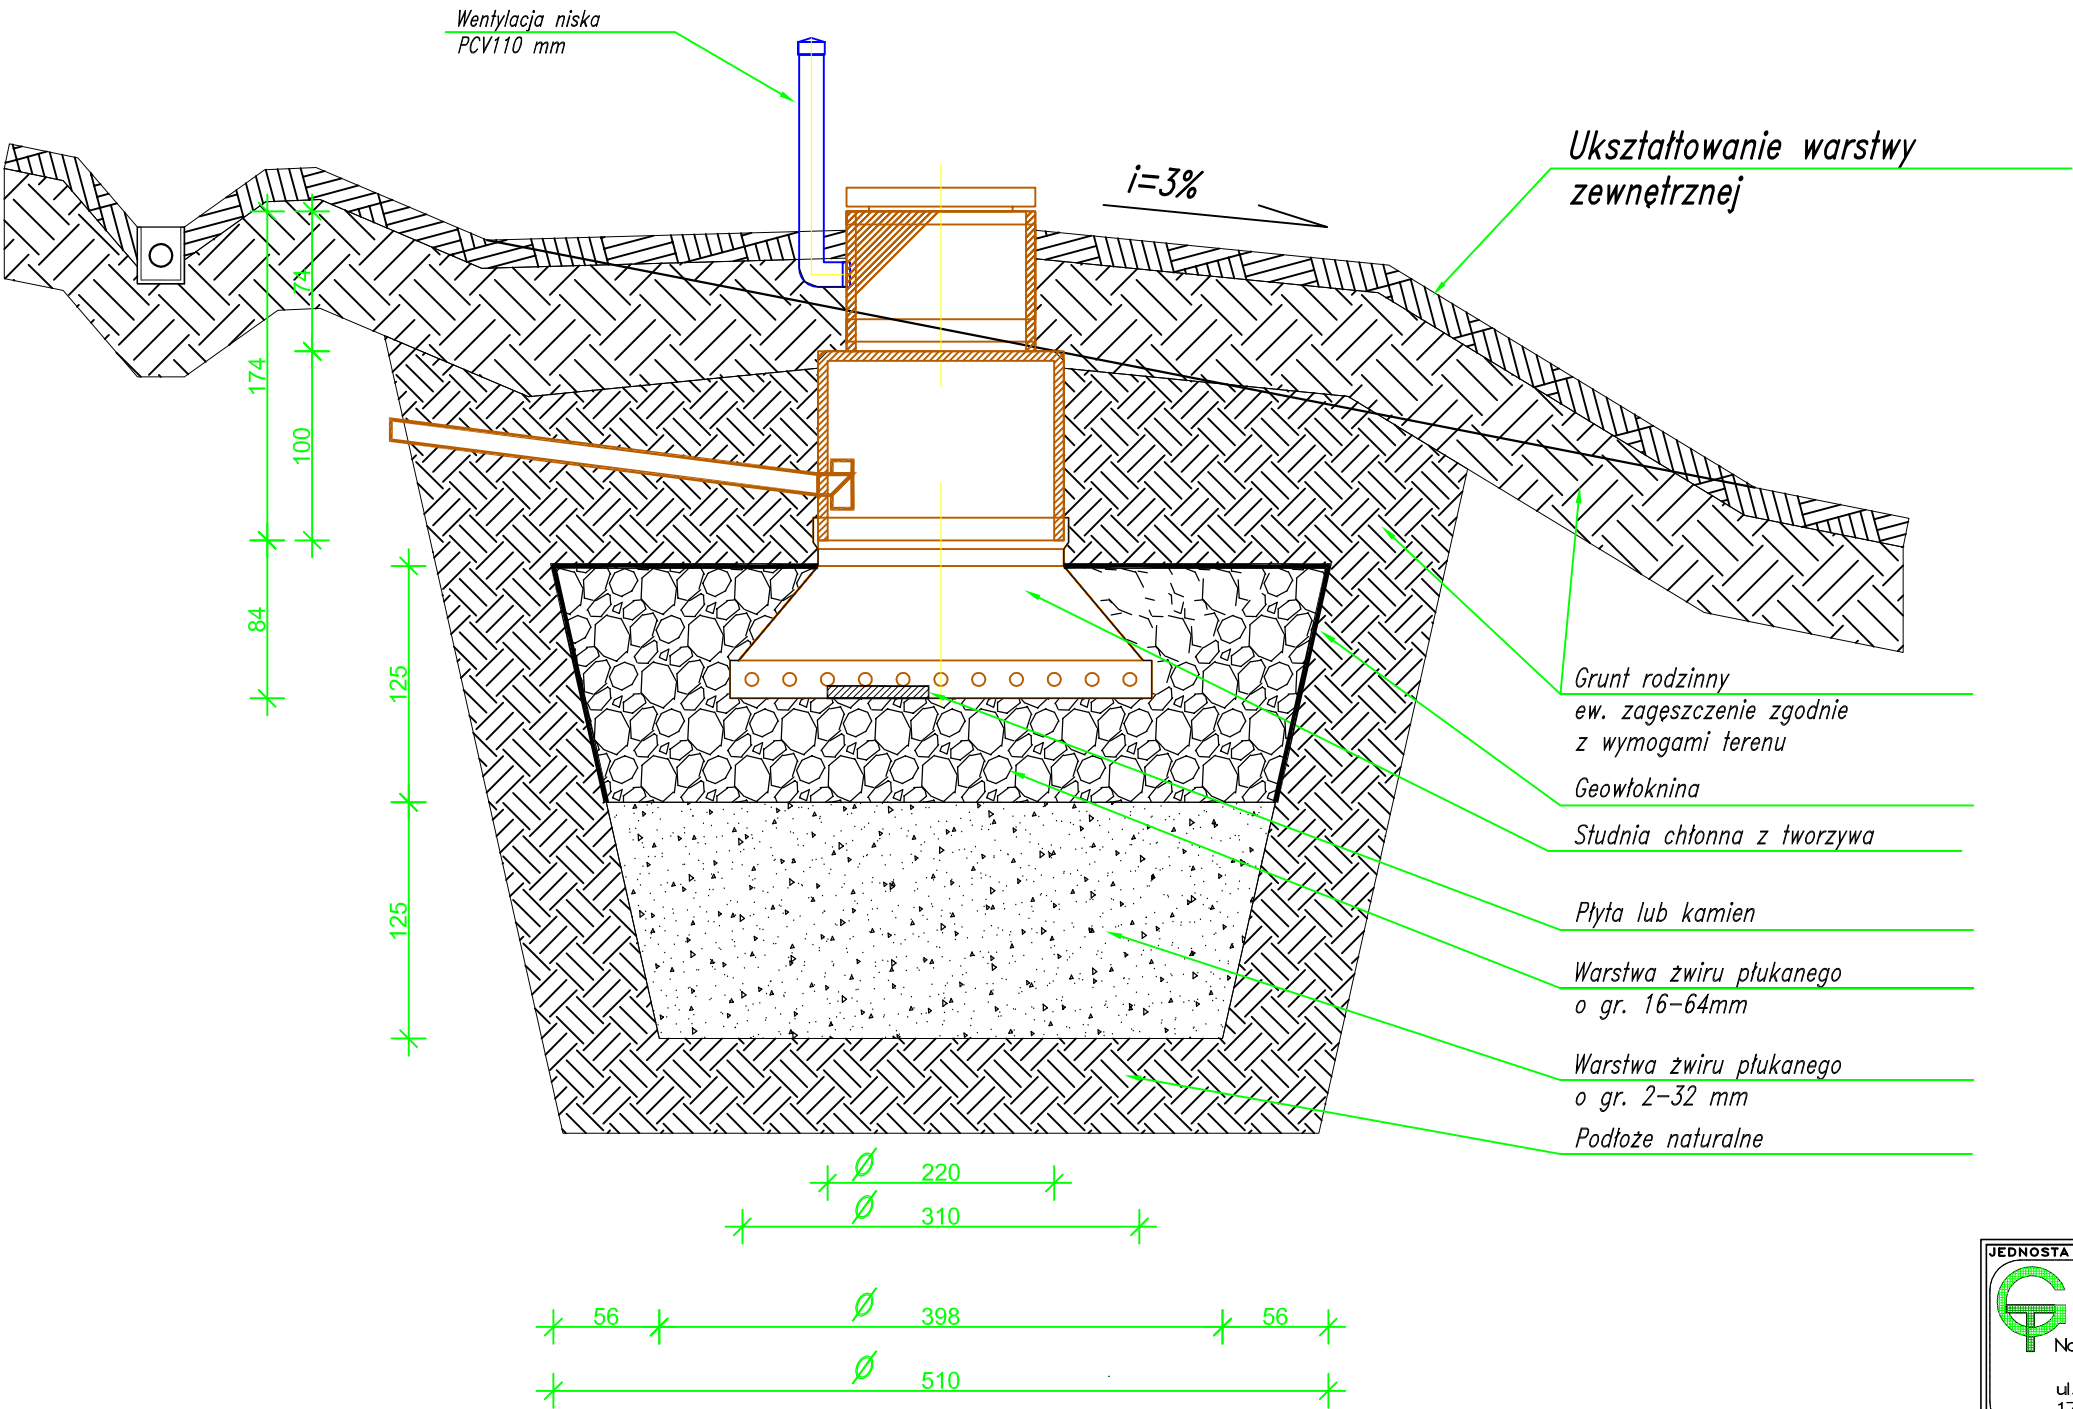 Wentylacja niska
PCV110 mm
i=3%
Ukształtowanie warstwy
zewnętrznej
74
174
100
84
125
125
Grunt rodzinny
ew. zagęszczenie zgodnie
z wymogami terenu
Geowłoknina
Studnia chłonna z tworzywa
Płyta lub kamien
Warstwa żwiru płukanego
o gr. 16-64mm
Warstwa żwiru płukanego
o gr. 2-32 mm
Podłoże naturalne
Ø 220
Ø 310
56 Ø 398 56
Ø 510
JEDNOSTA
No
ul.